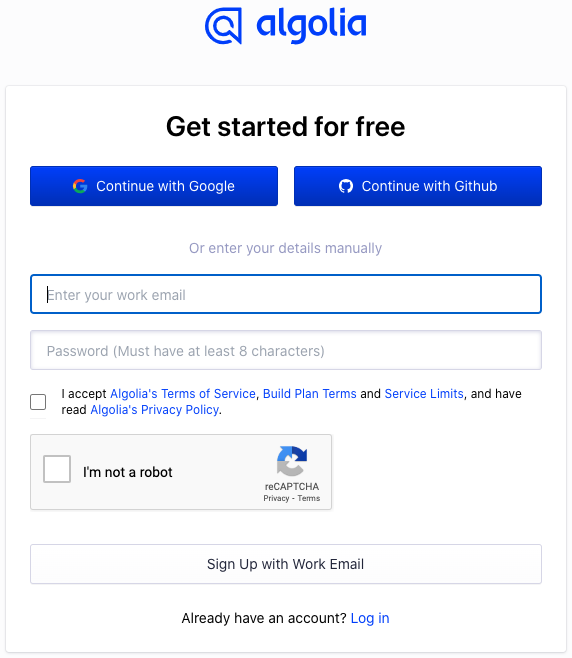 algolia
Get started for free
Continue with Google
Continue with Github
Or enter your details manually
Enter your work email
Password (Must have at least 8 characters)
I accept Algolia's Terms of Service, Build Plan Terms and Service Limits, and have
read Algolia's Privacy Policy.
I'm not a robot
reCAPTCHA
Privacy - Terms
Sign Up with Work Email
Already have an account? Log in